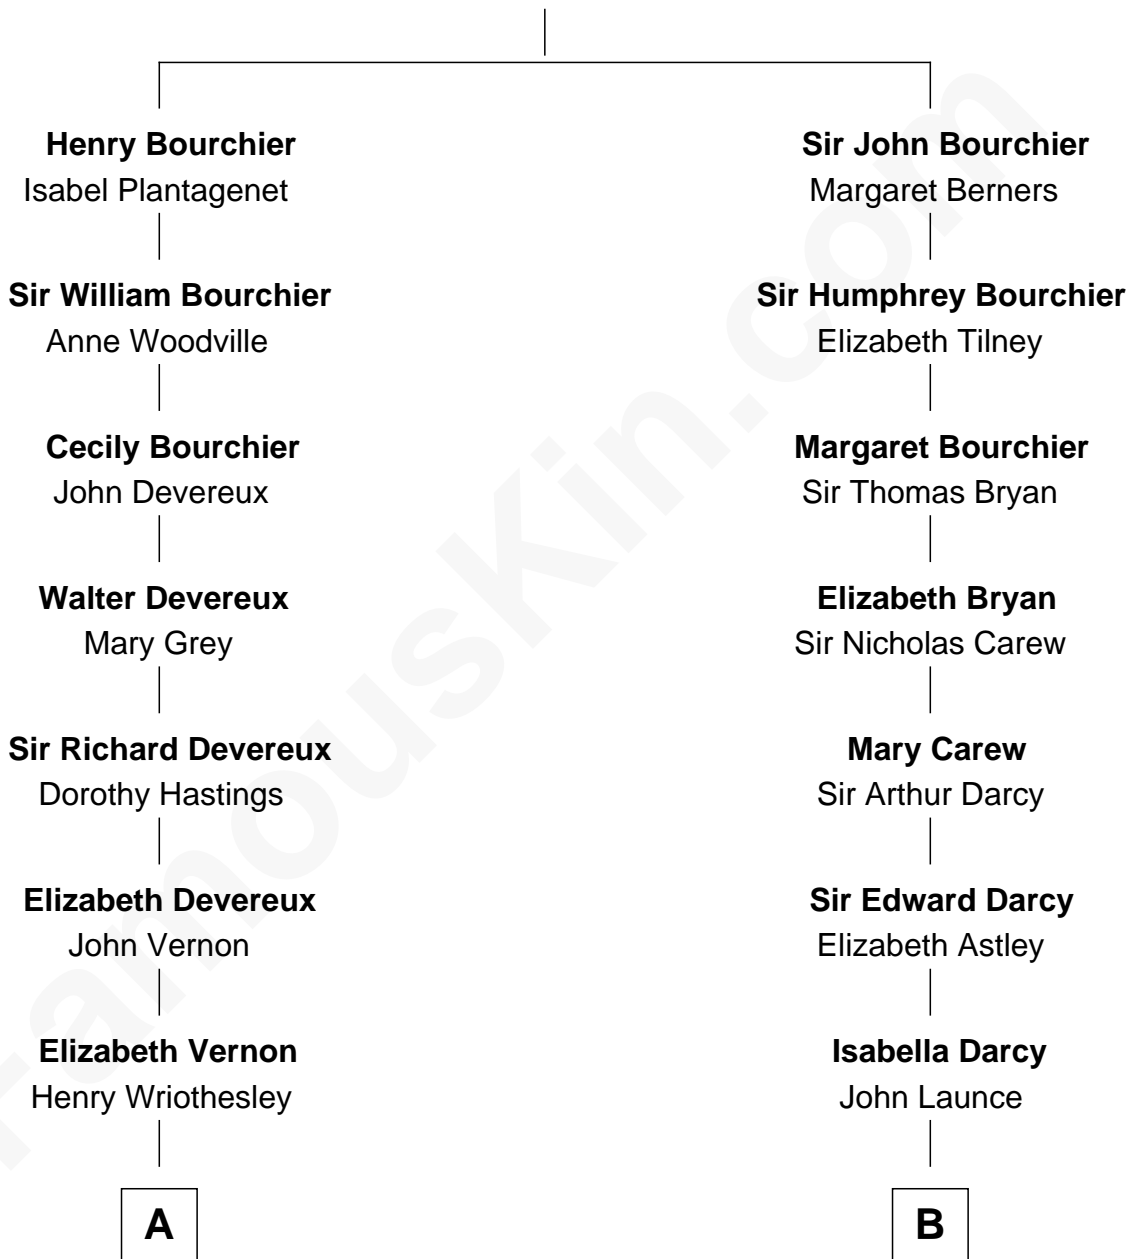 Henry Bourchier
Isabel Plantagenet
Sir William Bourchier
Anne Woodville
Cecily Bourchier
John Devereux
Walter Devereux
Mary Grey
Sir Richard Devereux
Dorothy Hastings
Elizabeth Devereux
John Vernon
Elizabeth Vernon
Henry Wriothesley
A
Sir John Bourchier
Margaret Berners
Sir Humphrey Bourchier
Elizabeth Tilney
Margaret Bourchier
Sir Thomas Bryan
Elizabeth Bryan
Sir Nicholas Carew
Mary Carew
Sir Arthur Darcy
Sir Edward Darcy
Elizabeth Astley
Isabella Darcy
John Launce
B
FamousKin.com